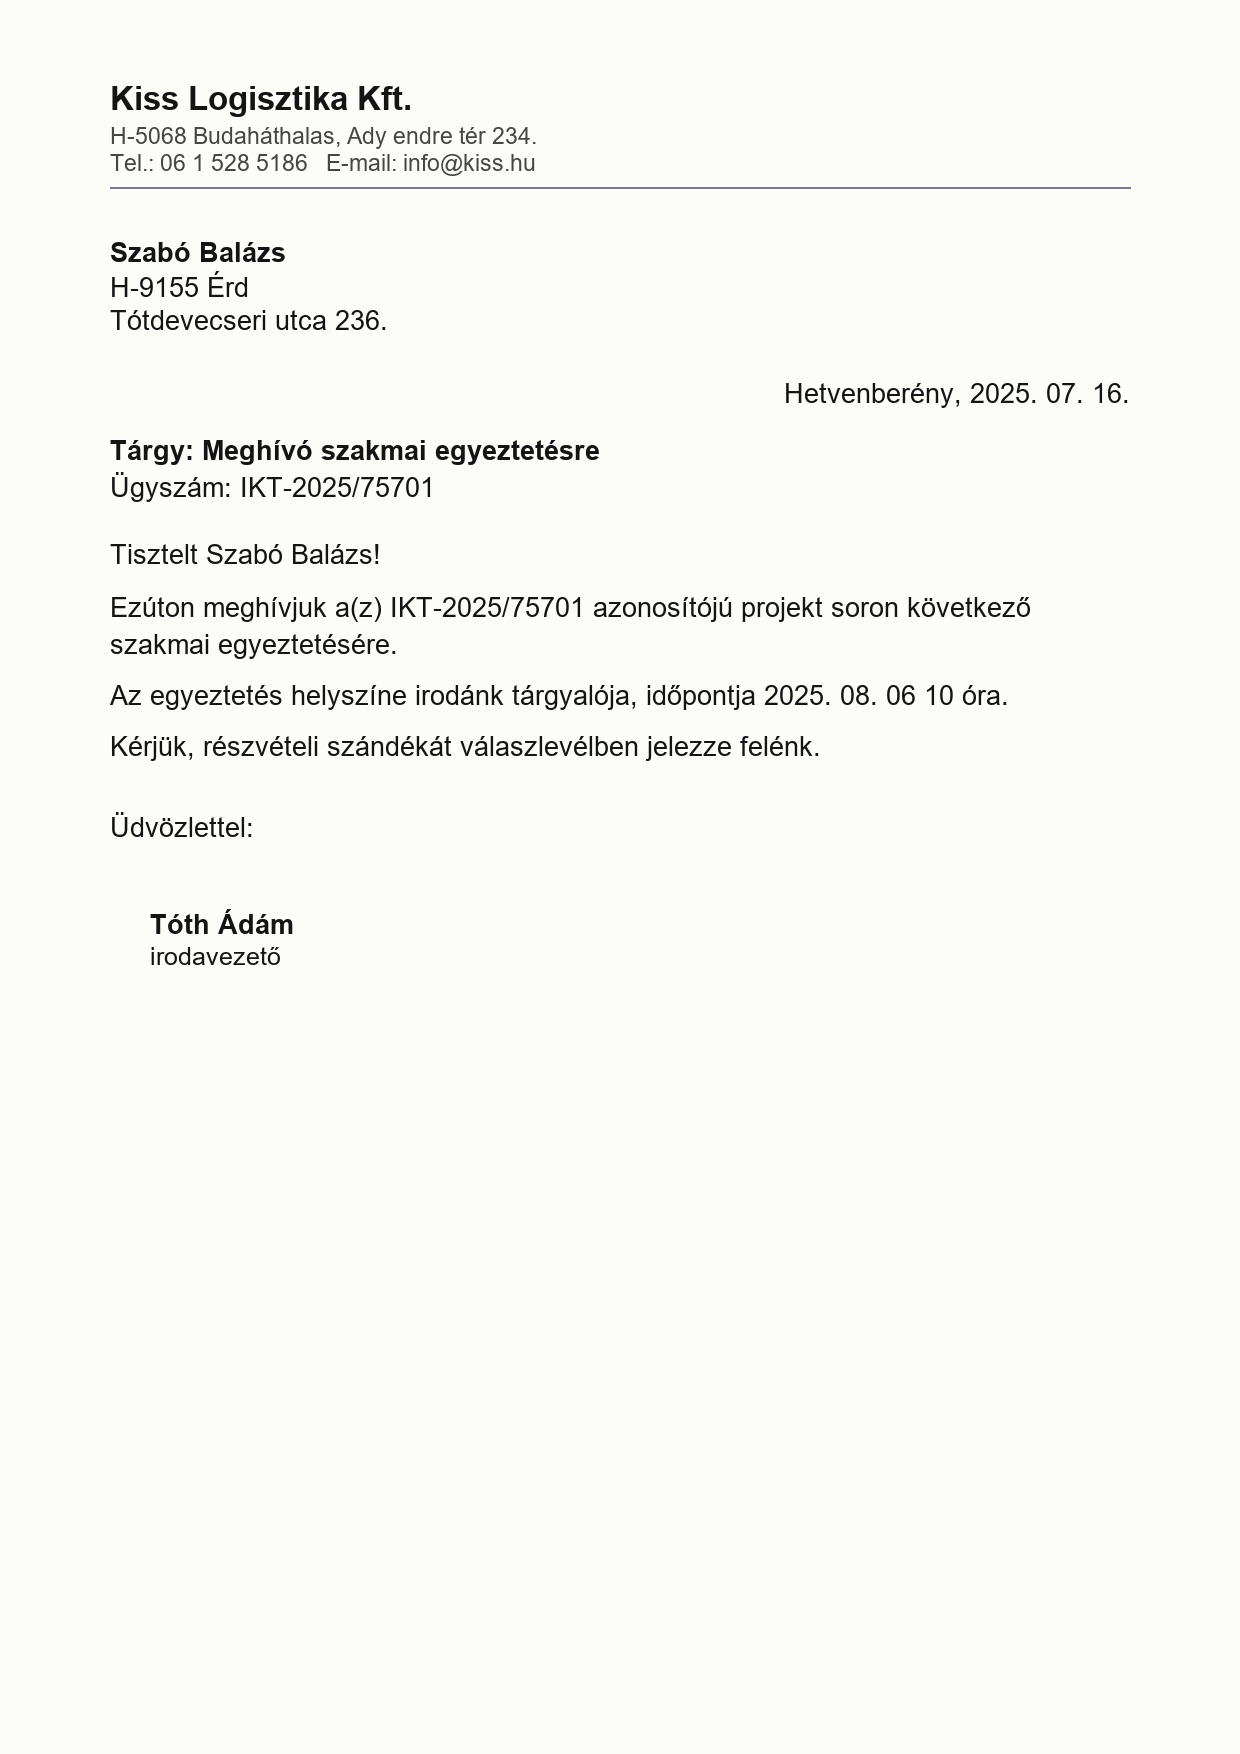 Kiss Logisztika Kft.
H-5068 Budaháthalas, Ady endre tér 234.
Tel.: 06 1 528 5186 E-mail: info@kiss.hu
Szabó Balázs
H-9155 Érd
Tótdevecseri utca 236.
Hetvenberény, 2025. 07. 16.
Tárgy: Meghívó szakmai egyeztetésre
Ügyszám: IKT-2025/75701
Tisztelt Szabó Balázs!
Ezúton meghívjuk a(z) IKT-2025/75701 azonosítójú projekt soron következő
szakmai egyeztetésére.
Az egyeztetés helyszíne irodánk tárgyalója, időpontja 2025. 08. 06 10 óra.
Kérjük, részvételi szándékát válaszlevélben jelezze felénk.
Üdvözlettel:
Tóth Ádám
irodavezető